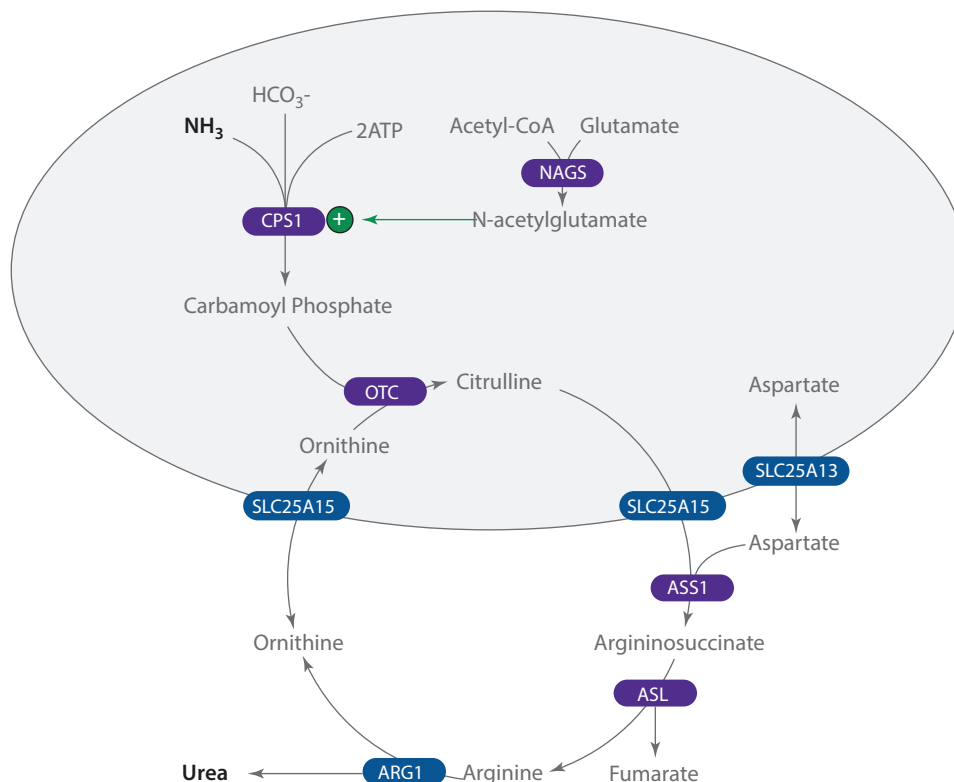 HCO3-
NH3
2ATP
Acetyl-CoA
Glutamate
NAGS
CPS1
+
N-acetylglutamate
Carbamoyl Phosphate
OTC
Citrulline
Aspartate
Ornithine
SLC25A13
SLC25A15
SLC25A15
Aspartate
ASS1
Ornithine
Argininosuccinate
ASL
Urea
ARG1
Arginine
Fumarate